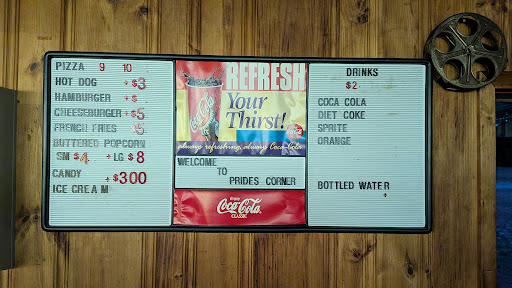 PIZZA 9 10
HOT DOG + $3
HAMBURGER + $
CHEESEBURGER + $5
FRENCH FRIES $5
BUTTERED POPCORN
SM $4 + LG $8
CANDY + $300
ICE CREAM
REFRESH
Your
Thirst!
always refreshing, always Coca-Cola
WELCOME
TO
PRIDES CORNER
Enjoy
Coca-Cola
CLASSIC
DRINKS
$2
COCA COLA
DIET COKE
SPRITE
ORANGE
BOTTLED WATER
+